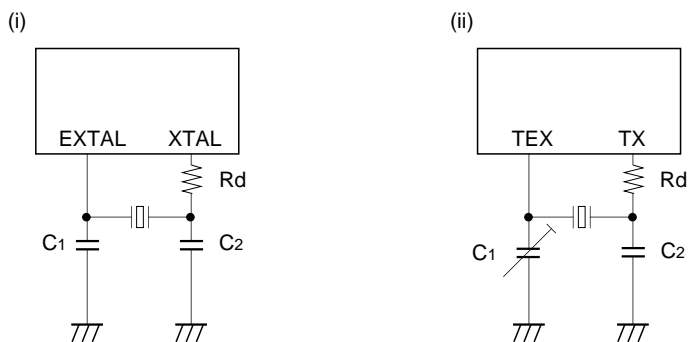 (i)
EXTAL XTAL
Rd
C1
C2
(ii)
TEX TX
Rd
C1
C2